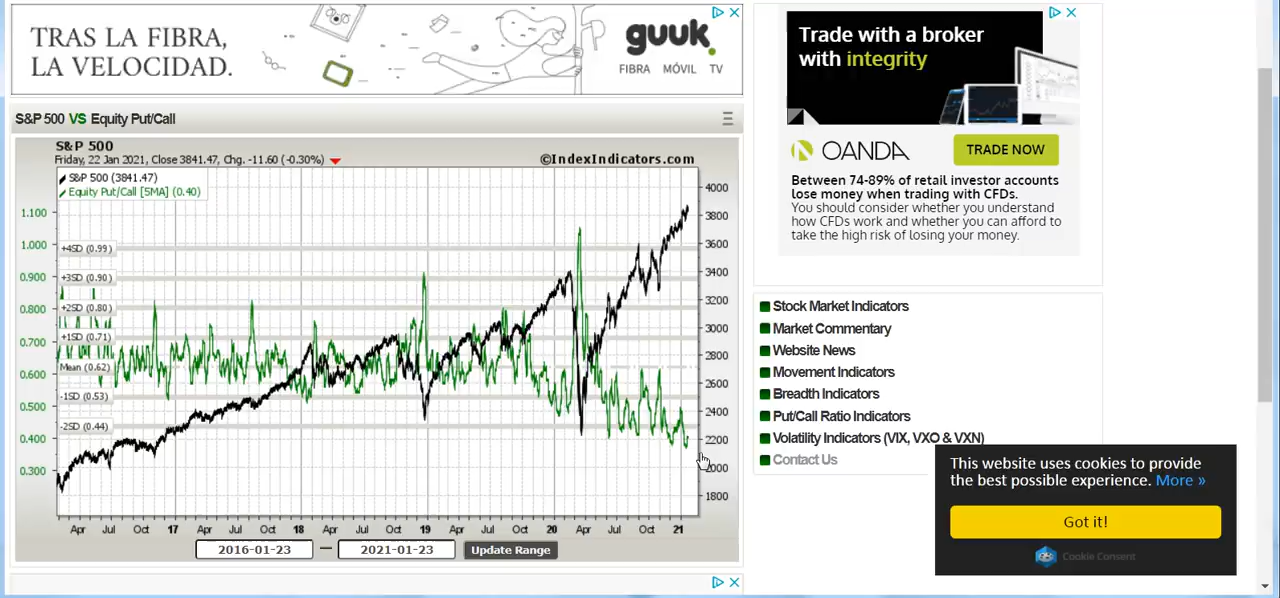 TRAS LA FIBRA,
LA VELOCIDAD.
guuk.
FIBRA MÓVIL TV
S&P 500 VS Equity Put/Call
S&P 500
Friday, 22 Jan 2021, Close 3841.47, Chg. -11.60 (-0.30%)
©IndexIndicators.com
S&P 500 (3841.47)
Equity Put/Call [5MA] (0.40)
1.100
1.000
0.900
0.800
0.700
0.600
0.500
0.400
0.300
+4SD (0.99)
+3SD (0.90)
+2SD (0.80)
+1SD (0.71)
Mean (0.62)
-1SD (0.53)
-2SD (0.44)
4000
3800
3600
3400
3200
3000
2800
2600
2400
2200
2000
1800
Apr Jul Oct 17 Apr Jul Oct 18 Apr Jul Oct 19 Apr Jul Oct 20 Apr Jul Oct 21
2016-01-23 — 2021-01-23 Update Range
Trade with a broker
with integrity
OANDA
TRADE NOW
Between 74-89% of retail investor accounts
lose money when trading with CFDs.
You should consider whether you understand
how CFDs work and whether you can afford to
take the high risk of losing your money.
Stock Market Indicators
Market Commentary
Website News
Movement Indicators
Breadth Indicators
Put/Call Ratio Indicators
Volatility Indicators (VIX, VXO & VXN)
Contact Us
This website uses cookies to provide
the best possible experience. More »
Got it!
Cookie Consent